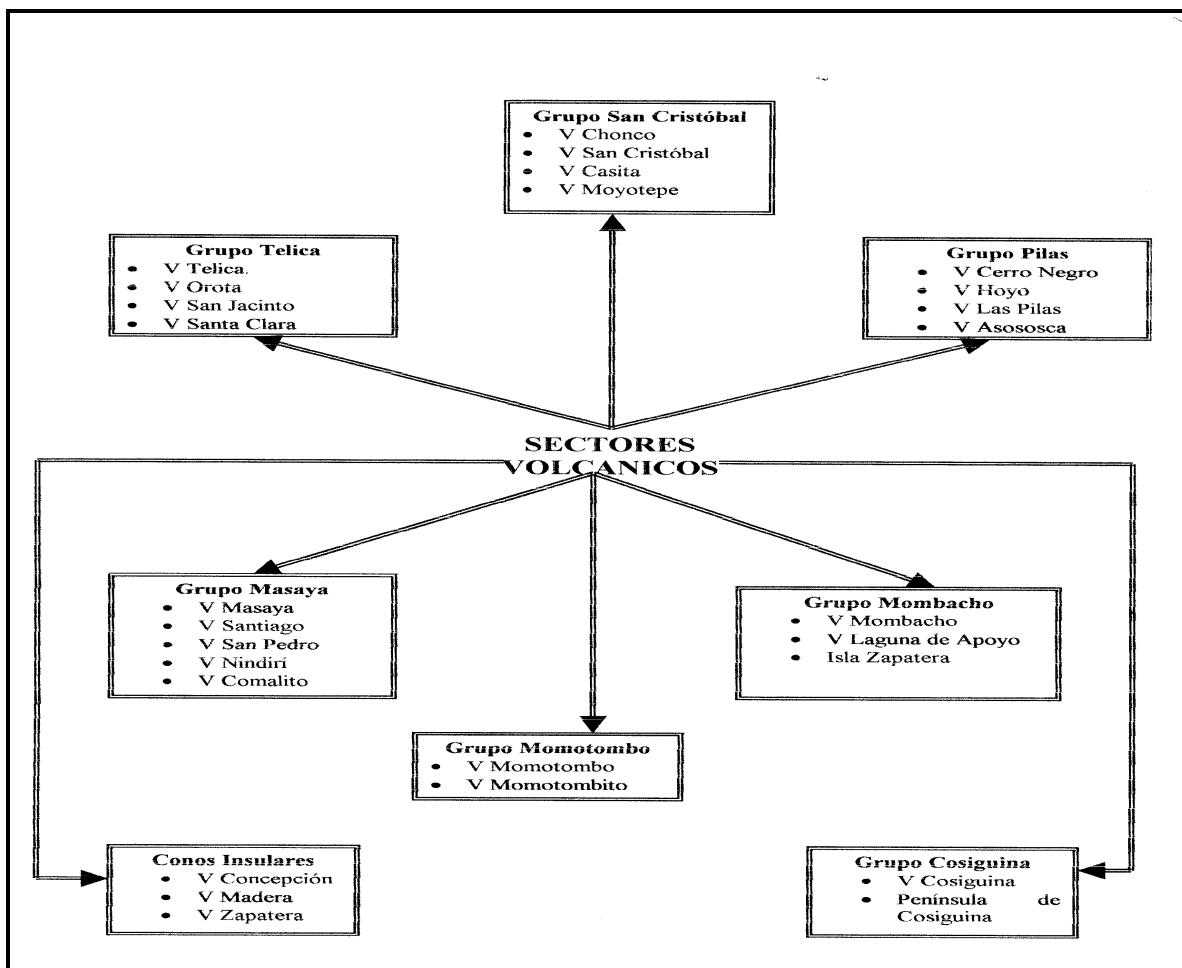 Grupo San Cristóbal
• V Chonco
• V San Cristóbal
• V Casita
• V Moyotepe
Grupo Telica
• V Telica.
• V Orota
• V San Jacinto
• V Santa Clara
Grupo Pilas
• V Cerro Negro
• V Hoyo
• V Las Pilas
• V Asososca
SECTORES
VOLCANICOS
Grupo Masaya
• V Masaya
• V Santiago
• V San Pedro
• V Nindirí
• V Comalito
Grupo Mombacho
• V Mombacho
• V Laguna de Apoyo
• Isla Zapatera
Grupo Momotombo
• V Momotombo
• V Momotombito
Conos Insulares
• V Concepción
• V Madera
• V Zapatera
Grupo Cosiguina
• V Cosiguina
• Península de
Cosiguina